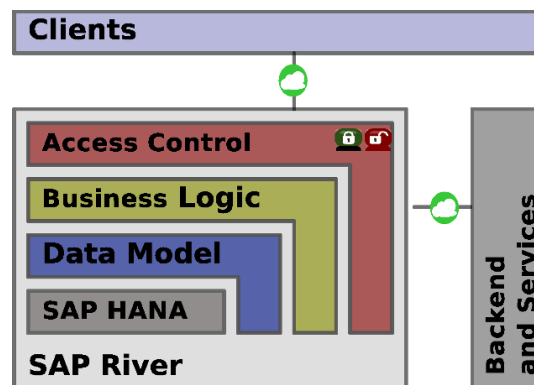 Clients
Access Control
Business Logic
Data Model
SAP HANA
SAP River
Backend
and Services